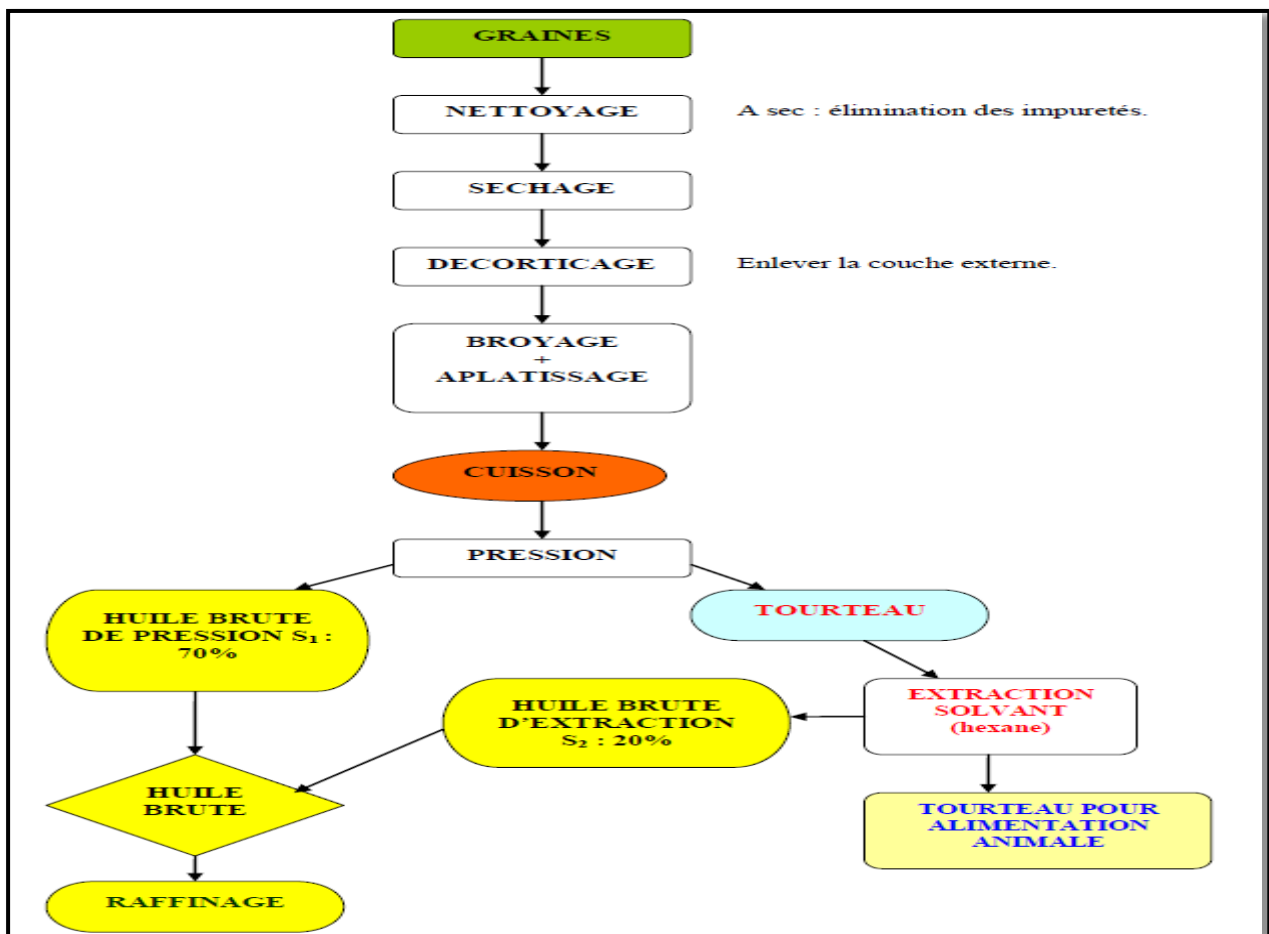 GRAINES
NETTOYAGE
A sec : élimination des impuretés.
SECHAGE
DECORTICAGE
Enlever la couche externe.
BROYAGE
+
APLATISSAGE
CUISSON
PRESSION
HUILE BRUTE
DE PRESSION S₁ :
70%
TOURTEAU
HUILE BRUTE
D'EXTRACTION
S₂ : 20%
EXTRACTION
SOLVANT
(hexane)
HUILE
BRUTE
TOURTEAU POUR
ALIMENTATION
ANIMALE
RAFFINAGE